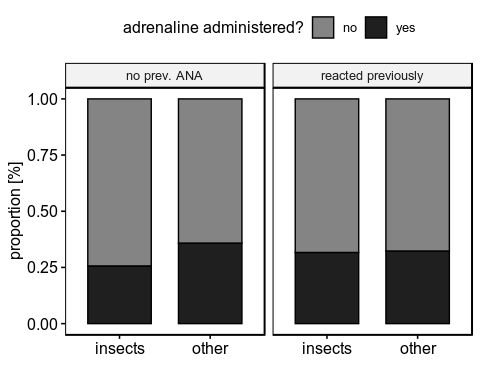 adrenaline administered? no yes
no prev. ANA reacted previously
proportion [%]
1.00
0.75
0.50
0.25
0.00
insects other insects other